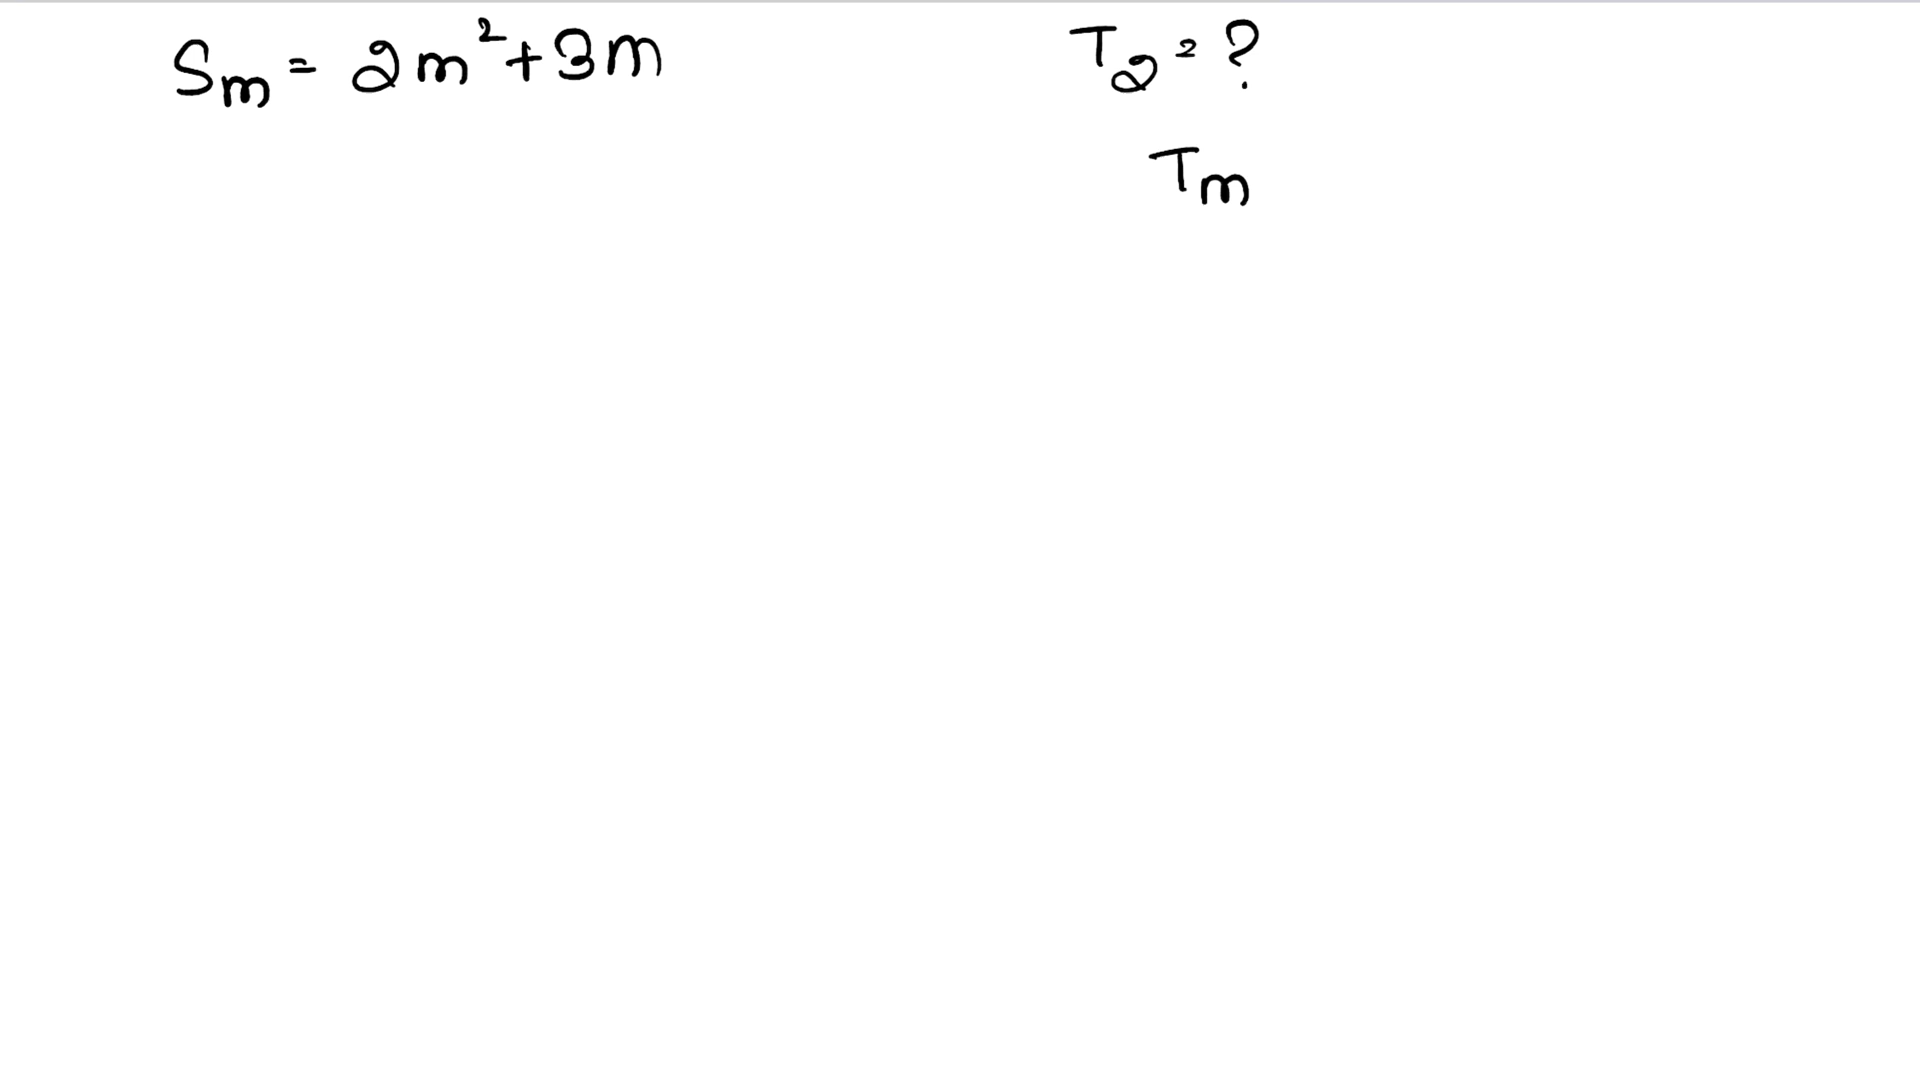 Sm = 2m²+3m
T2 = ?
Tm